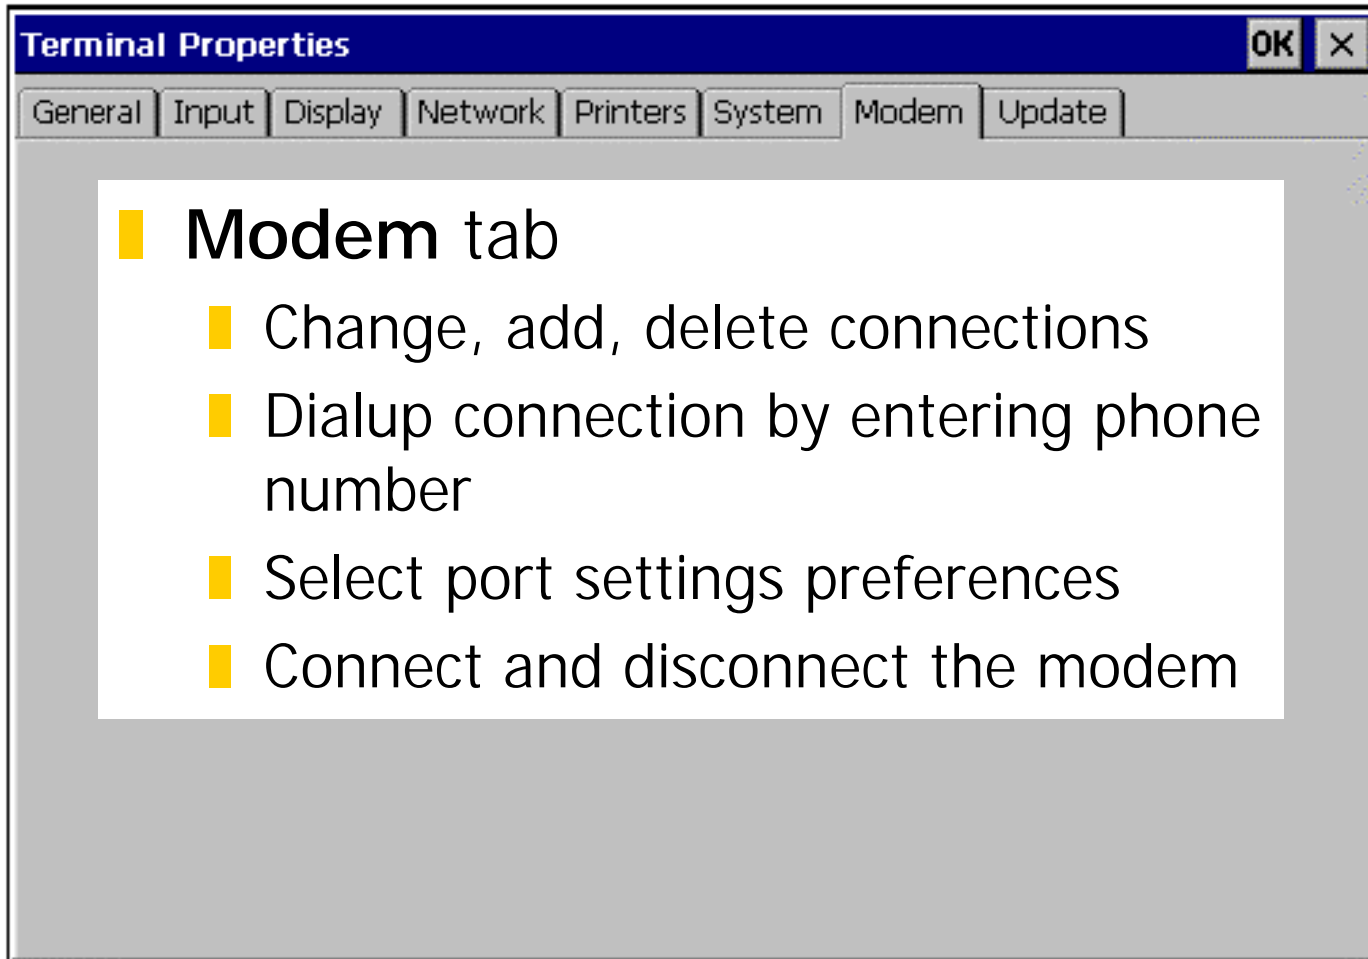 Terminal Properties OK ×
General Input Display Network Printers System Modem Update
Modem tab
Change, add, delete connections
Dialup connection by entering phone
number
Select port settings preferences
Connect and disconnect the modem